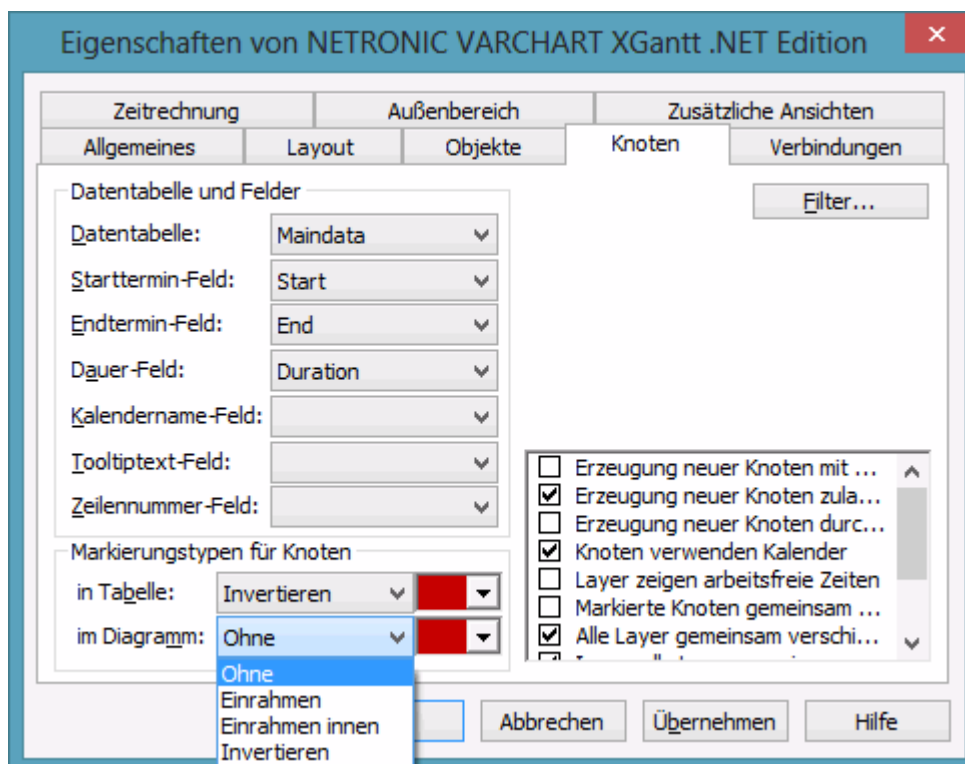 Eigenschaften von NETRONIC VARCHART XGantt .NET Edition
Zeitrechnung Außenbereich Zusätzliche Ansichten
Allgemeines Layout Objekte Knoten Verbindungen
Datentabelle und Felder
Filter...
Datentabelle: Maindata
Starttermin-Feld: Start
Endtermin-Feld: End
Dauer-Feld: Duration
Kalendername-Feld:
Tooltiptext-Feld:
Zeilennummer-Feld:
Erzeugung neuer Knoten mit ...
Erzeugung neuer Knoten zula...
Erzeugung neuer Knoten durc...
Knoten verwenden Kalender
Layer zeigen arbeitsfreie Zeiten
Markierte Knoten gemeinsam ...
Alle Layer gemeinsam verschi...
Markierungstypen für Knoten
in Tabelle: Invertieren
im Diagramm: Ohne
Ohne
Einrahmen
Einrahmen innen
Invertieren
Abbrechen Übernehmen Hilfe